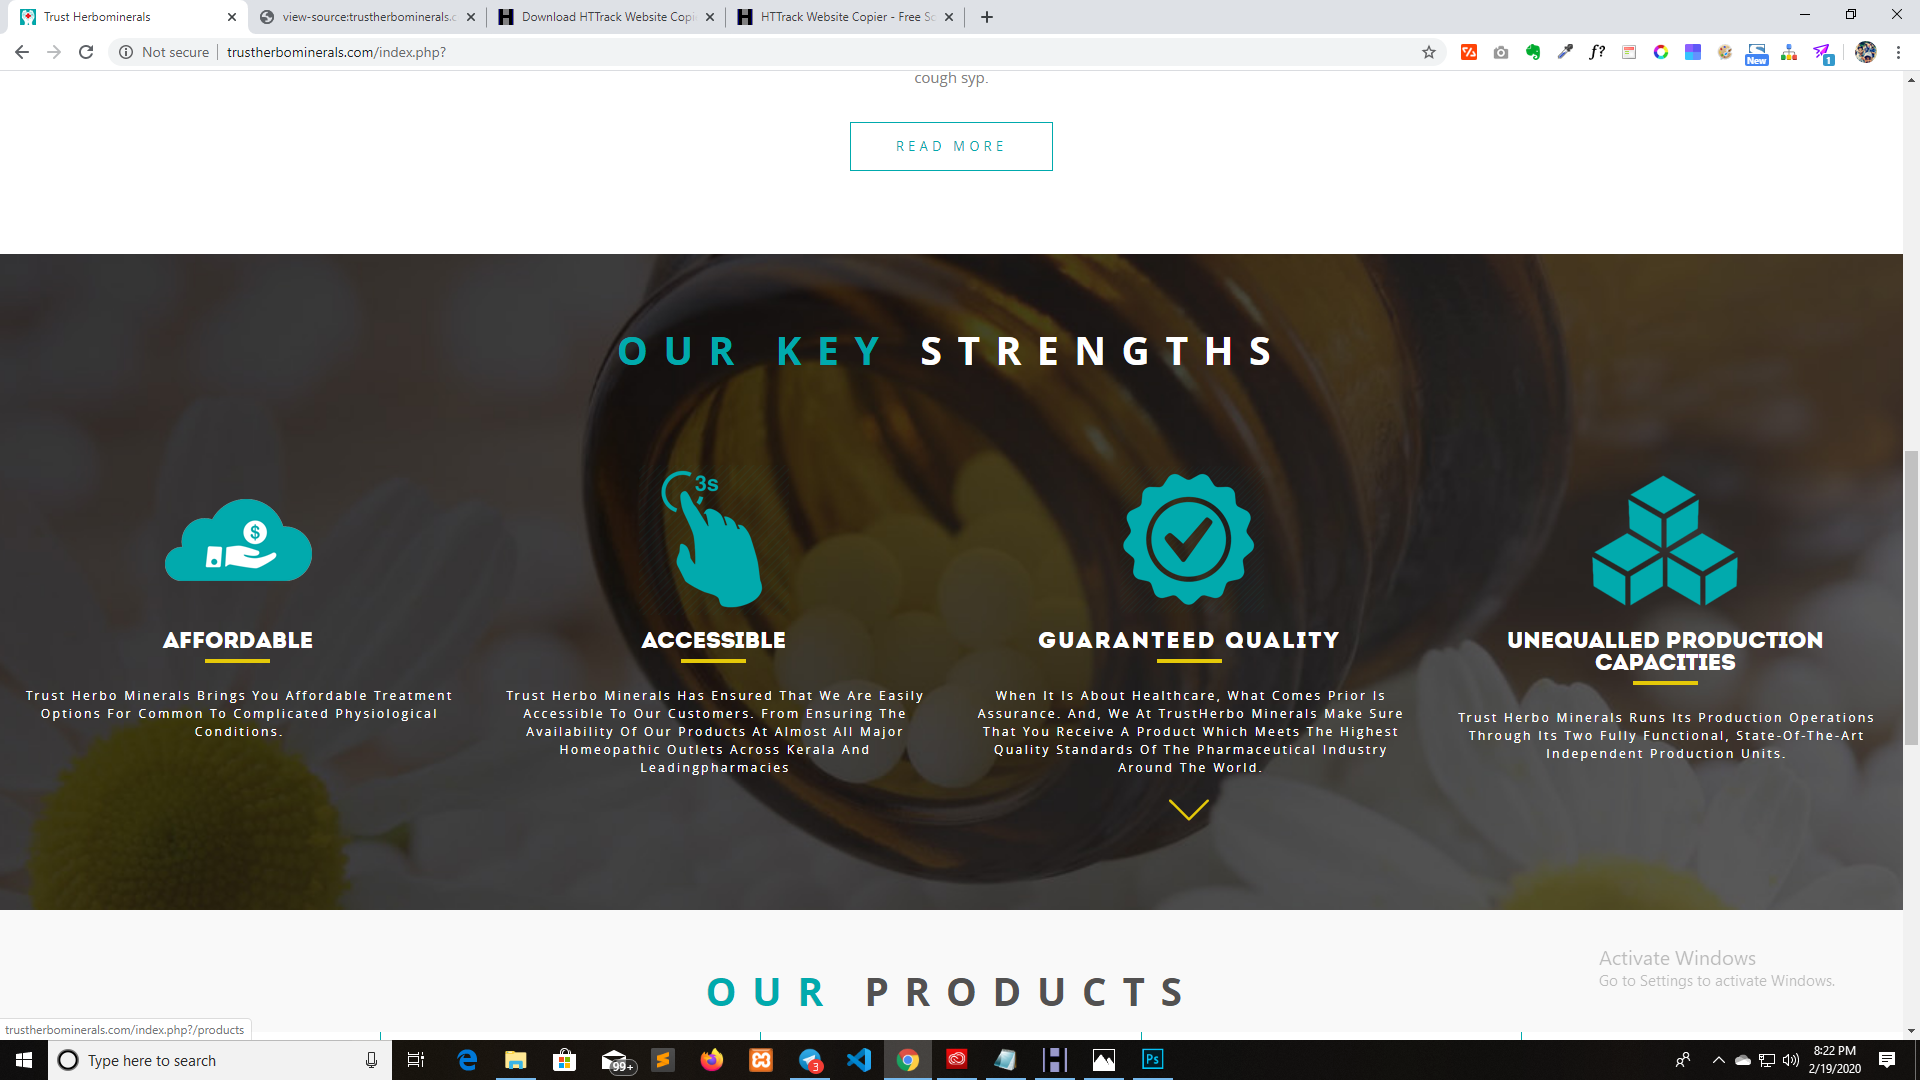 Trust Herbominerals
view-source:trustherbominerals.c
Download HTTrack Website Copi
HTTrack Website Copier - Free So
Not secure
trustherbominerals.com/index.php?
f?
New
1
cough syp.
READ MORE
OUR KEY STRENGTHS
3s
$
AFFORDABLE
Trust Herbo Minerals Brings You Affordable Treatment
Options For Common To Complicated Physiological
Conditions.
ACCESSIBLE
Trust Herbo Minerals Has Ensured That We Are Easily
Accessible To Our Customers. From Ensuring The
Availability Of Our Products At Almost All Major
Homeopathic Outlets Across Kerala And
Leadingpharmacies
GUARANTEED QUALITY
When It Is About Healthcare, What Comes Prior Is
Assurance. And, We At TrustHerbo Minerals Make Sure
That You Receive A Product Which Meets The Highest
Quality Standards Of The Pharmaceutical Industry
Around The World.
UNEQUALLED PRODUCTION
CAPACITIES
Trust Herbo Minerals Runs Its Production Operations
Through Its Two Fully Functional, State-Of-The-Art
Independent Production Units.
OUR PRODUCTS
Activate Windows
Go to Settings to activate Windows.
trustherbominerals.com/index.php?/products
Type here to search
99+
3
Ps
8:22 PM
2/19/2020